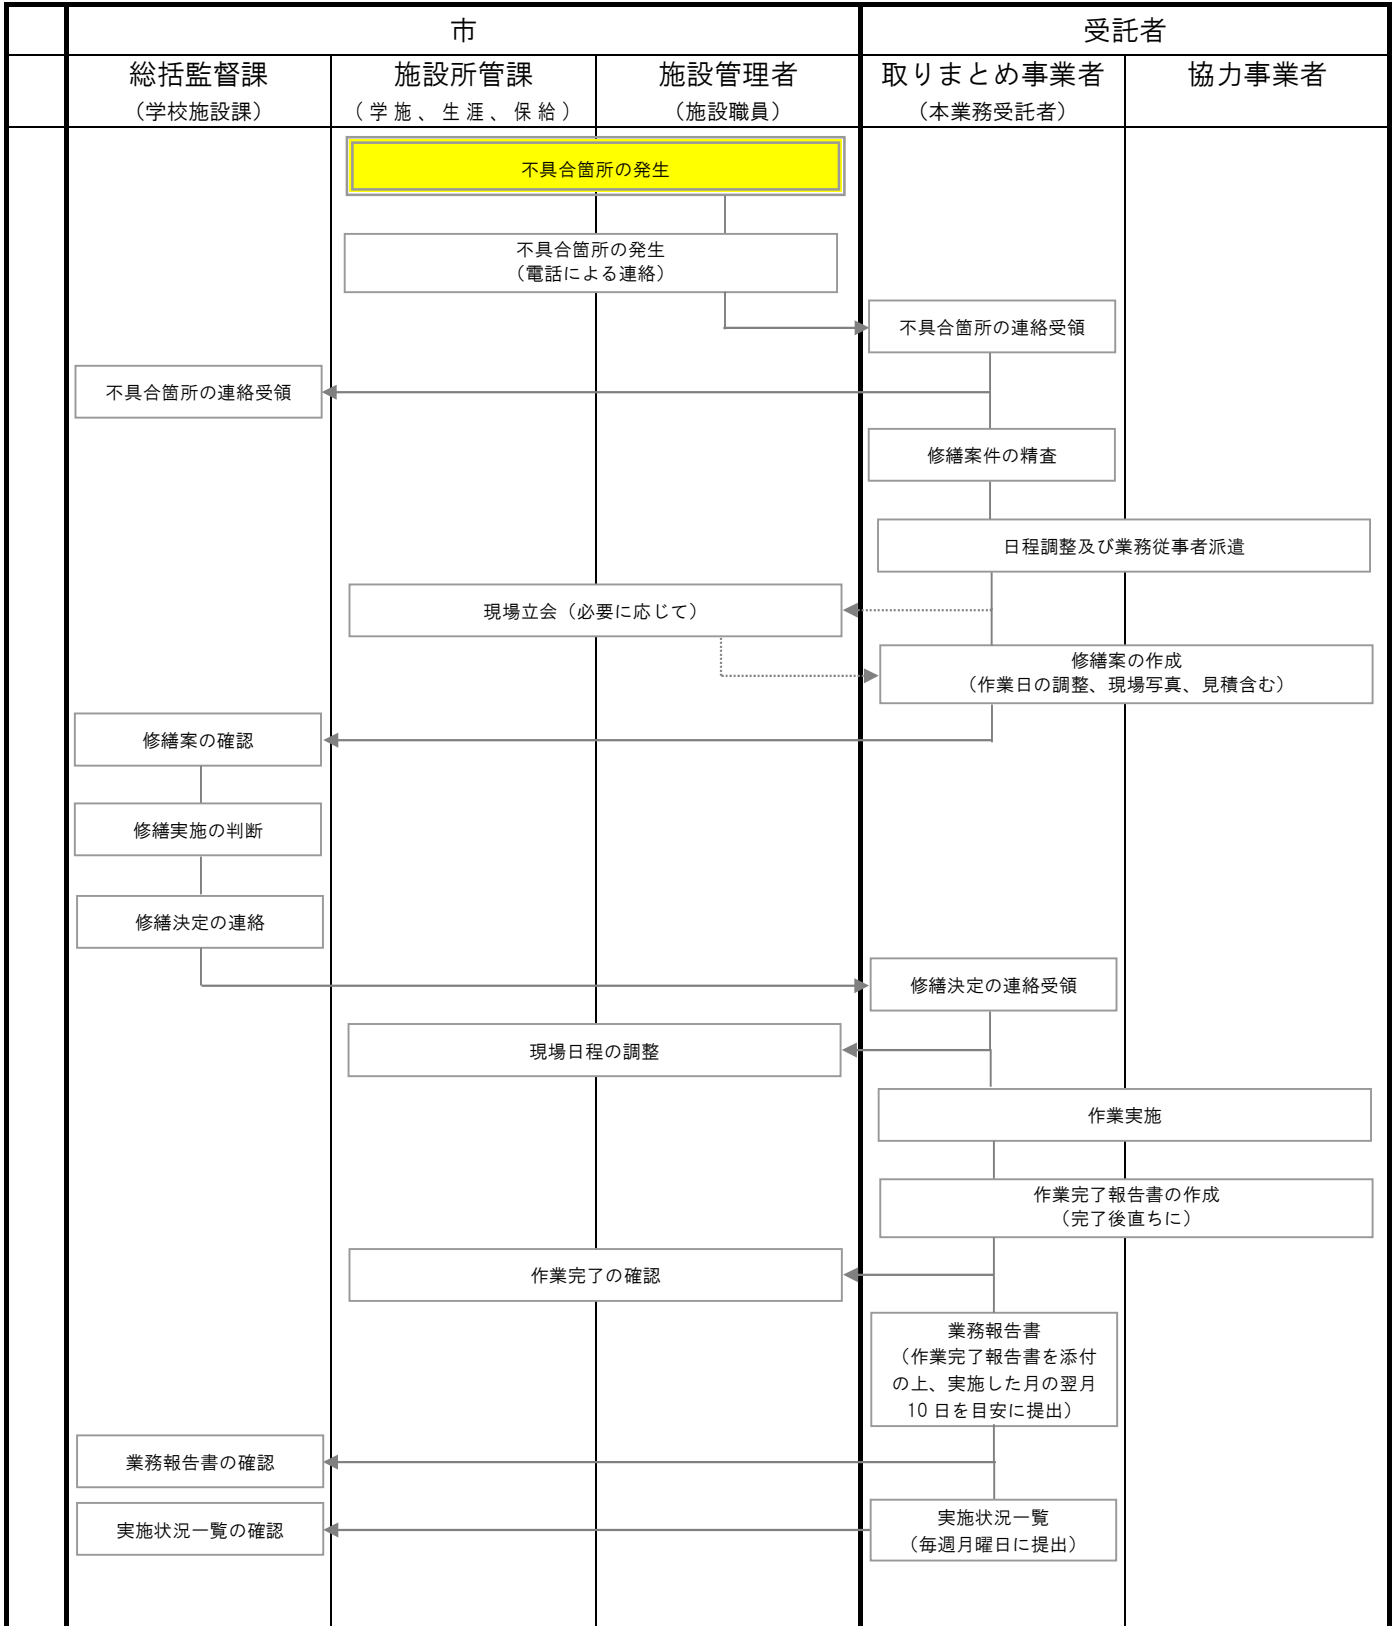 市
受託者
総括監督課
（学校施設課）
施設所管課
（学施、生涯、保給）
施設管理者
（施設職員）
取りまとめ事業者
（本業務受託者）
協力事業者
不具合箇所の発生
不具合箇所の発生
（電話による連絡）
不具合箇所の連絡受領
不具合箇所の連絡受領
修繕案件の精査
日程調整及び業務従事者派遣
現場立会（必要に応じて）
修繕案の作成
（作業日の調整、現場写真、見積含む）
修繕案の確認
修繕実施の判断
修繕決定の連絡
修繕決定の連絡受領
現場日程の調整
作業実施
作業完了報告書の作成
（完了後直ちに）
作業完了の確認
業務報告書
（作業完了報告書を添付
の上、実施した月の翌月
10 日を目安に提出）
業務報告書の確認
実施状況一覧
（毎週月曜日に提出）
実施状況一覧の確認